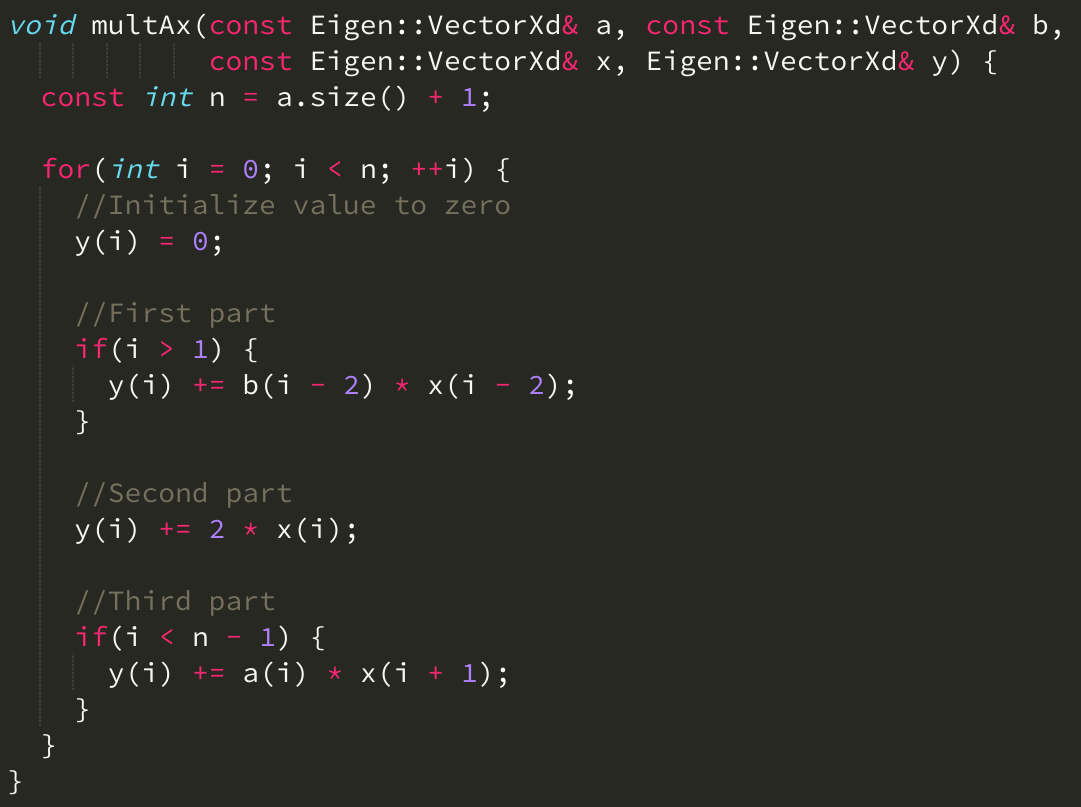 void multAx(const Eigen::VectorXd& a, const Eigen::VectorXd& b,
            const Eigen::VectorXd& x, Eigen::VectorXd& y) {
  const int n = a.size() + 1;

  for(int i = 0; i < n; ++i) {
    //Initialize value to zero
    y(i) = 0;

    //First part
    if(i > 1) {
      y(i) += b(i - 2) * x(i - 2);
    }

    //Second part
    y(i) += 2 * x(i);

    //Third part
    if(i < n - 1) {
      y(i) += a(i) * x(i + 1);
    }
  }
}